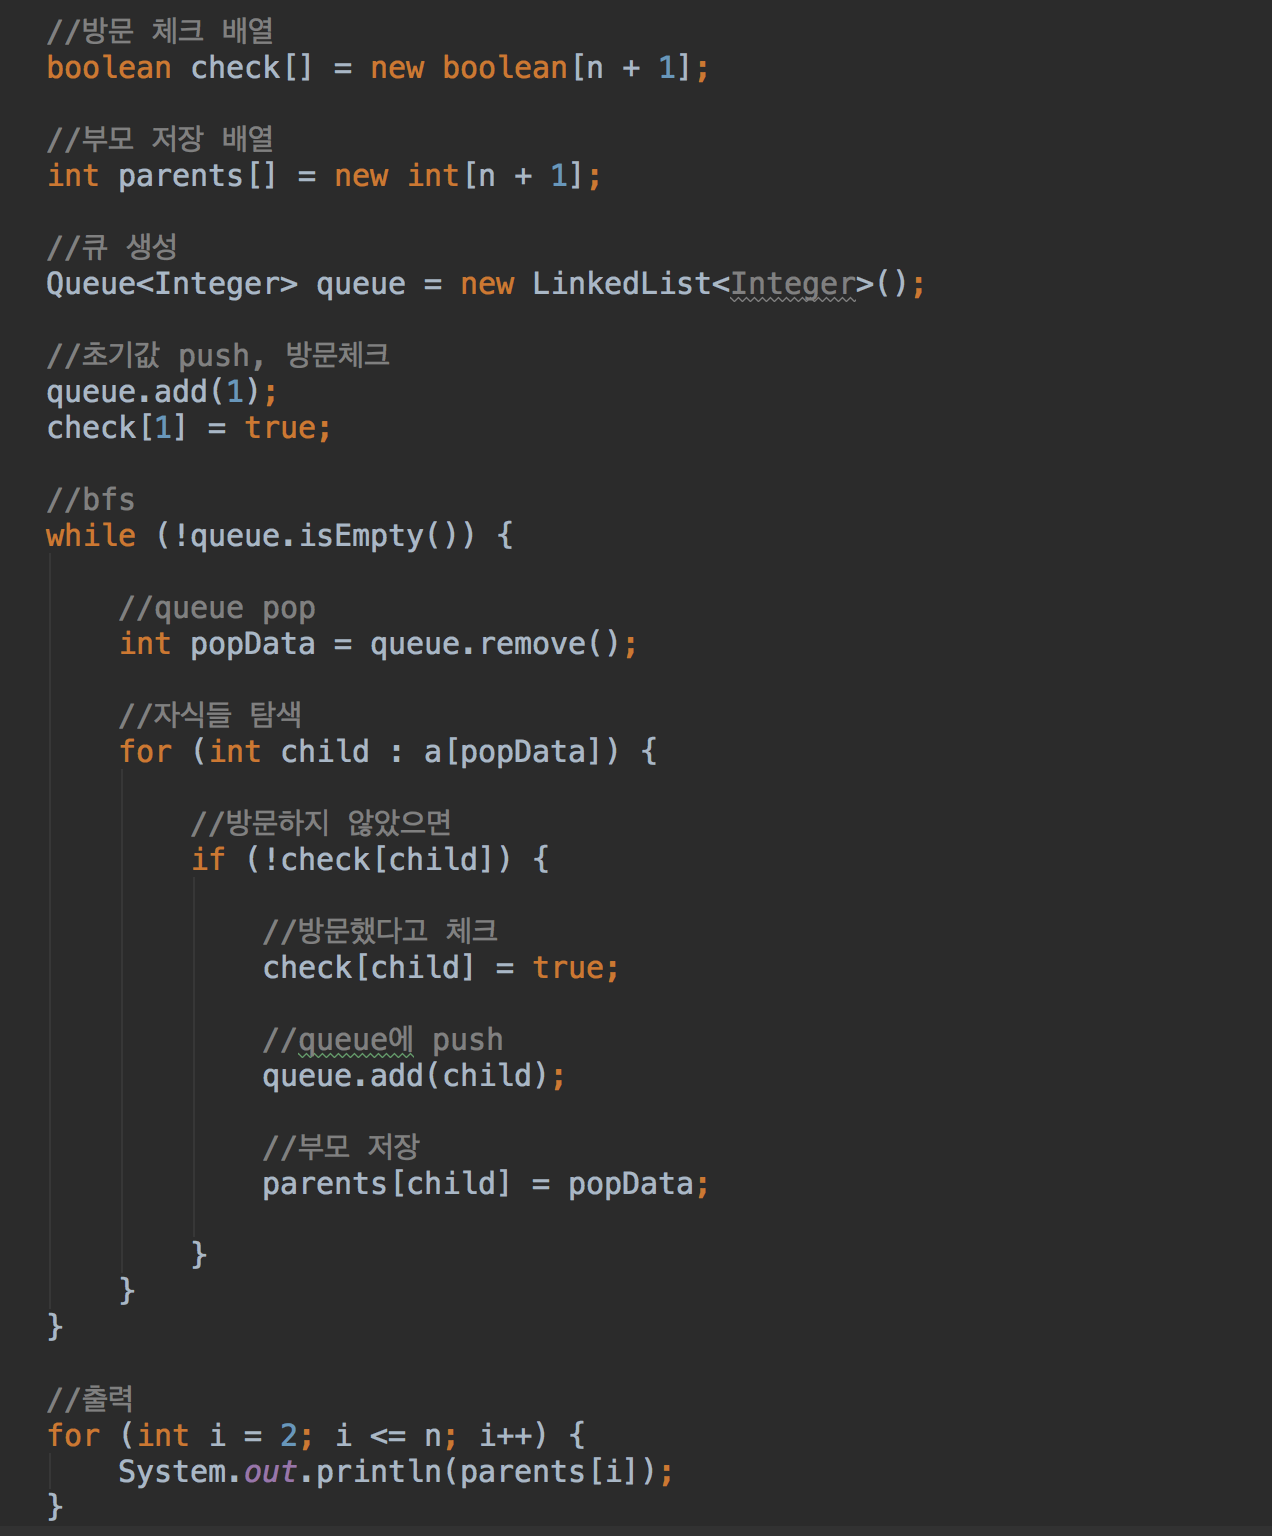 //방문 체크 배열
boolean check[] = new boolean[n + 1];
//부모 저장 배열
int parents[] = new int[n + 1];
//큐 생성
Queue<Integer> queue = new LinkedList<Integer>();
//초기값 push, 방문체크
queue.add(1);
check[1] = true;
//bfs
while (!queue.isEmpty()) {
//queue pop
int popData = queue.remove();
//자식들 탐색
for (int child : a[popData]) {
//방문하지 않았으면
if (!check[child]) {
//방문했다고 체크
check[child] = true;
//queue에 push
queue.add(child);
//부모 저장
parents[child] = popData;
}
}
}
//출력
for (int i = 2; i <= n; i++) {
System.out.println(parents[i]);
}